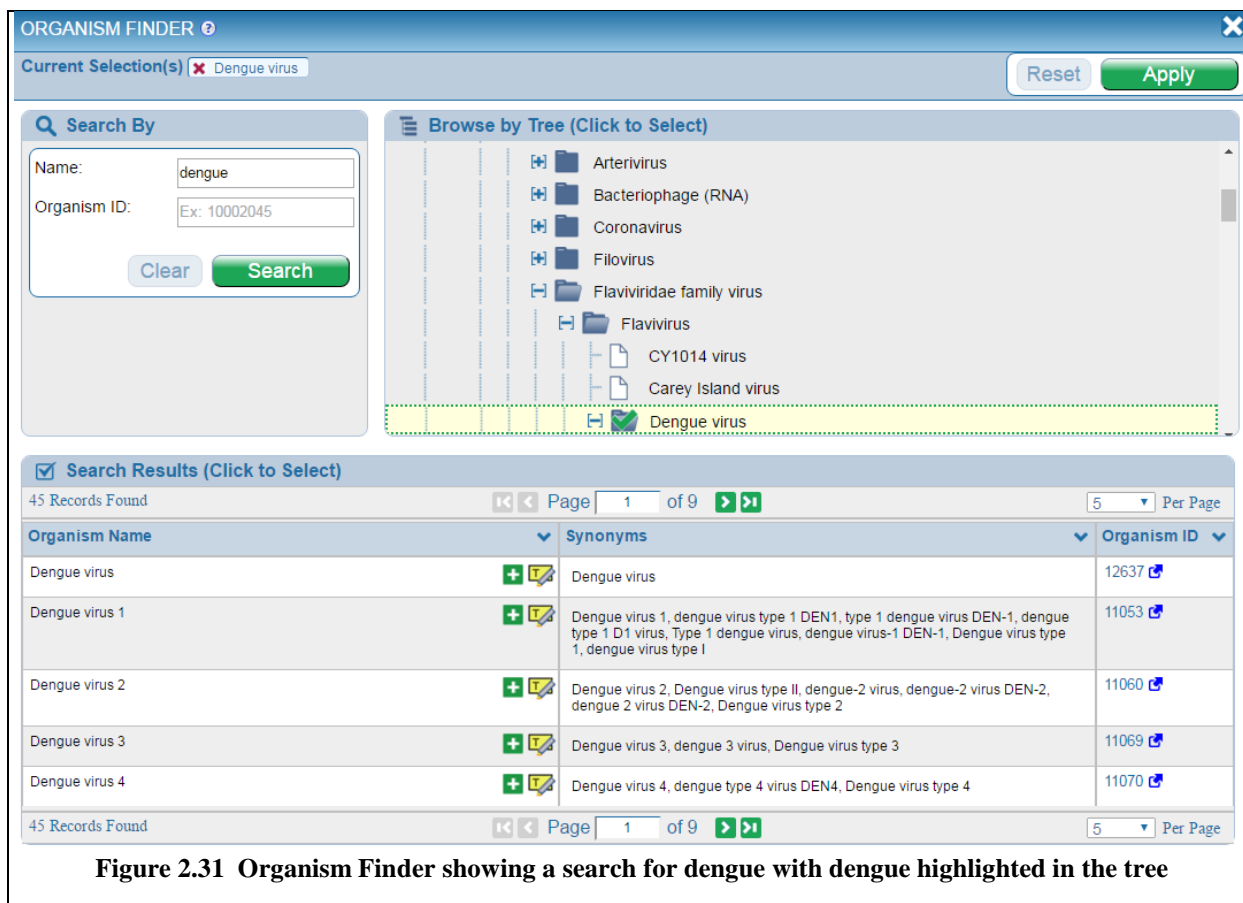 ORGANISM FINDER ?
Current Selection(s) Dengue virus
Reset Apply
Search By
Name: dengue
Organism ID: Ex: 10002045
Clear Search
Browse by Tree (Click to Select)
Arterivirus
Bacteriophage (RNA)
Coronavirus
Filovirus
Flaviviridae family virus
Flavivirus
CY1014 virus
Carey Island virus
Dengue virus
Search Results (Click to Select)
45 Records Found Page 1 of 9 5 Per Page
Organism Name Synonyms Organism ID
Dengue virus T Dengue virus 12637
Dengue virus 1 T Dengue virus 1, dengue virus type 1 DEN1, type 1 dengue virus DEN-1, dengue 11053
type 1 D1 virus, Type 1 dengue virus, dengue virus-1 DEN-1, Dengue virus type
1, dengue virus type I
Dengue virus 2 T Dengue virus 2, Dengue virus type II, dengue-2 virus, dengue-2 virus DEN-2, 11060
dengue 2 virus DEN-2, Dengue virus type 2
Dengue virus 3 T Dengue virus 3, dengue 3 virus, Dengue virus type 3 11069
Dengue virus 4 T Dengue virus 4, dengue type 4 virus DEN4, Dengue virus type 4 11070
45 Records Found Page 1 of 9 5 Per Page
Figure 2.31 Organism Finder showing a search for dengue with dengue highlighted in the tree